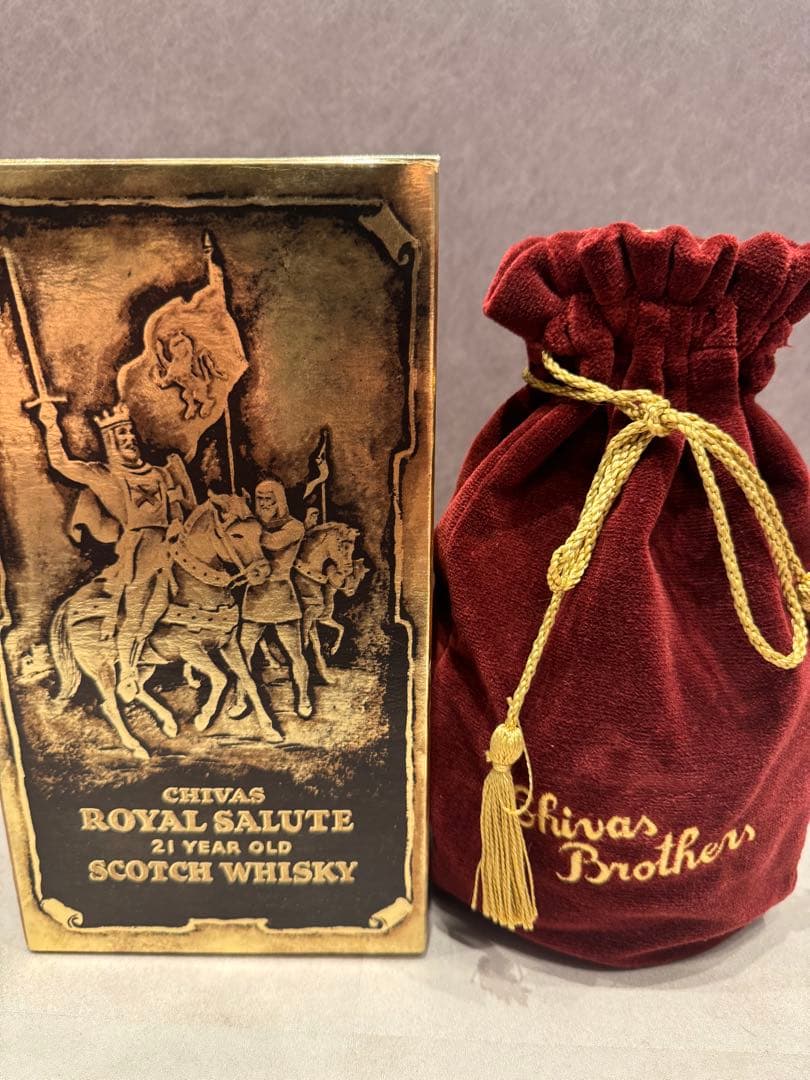 CHIVAS
ROYAL SALUTE
21 YEAR OLD
SCOTCH WHISKY
Chivas
Brothers